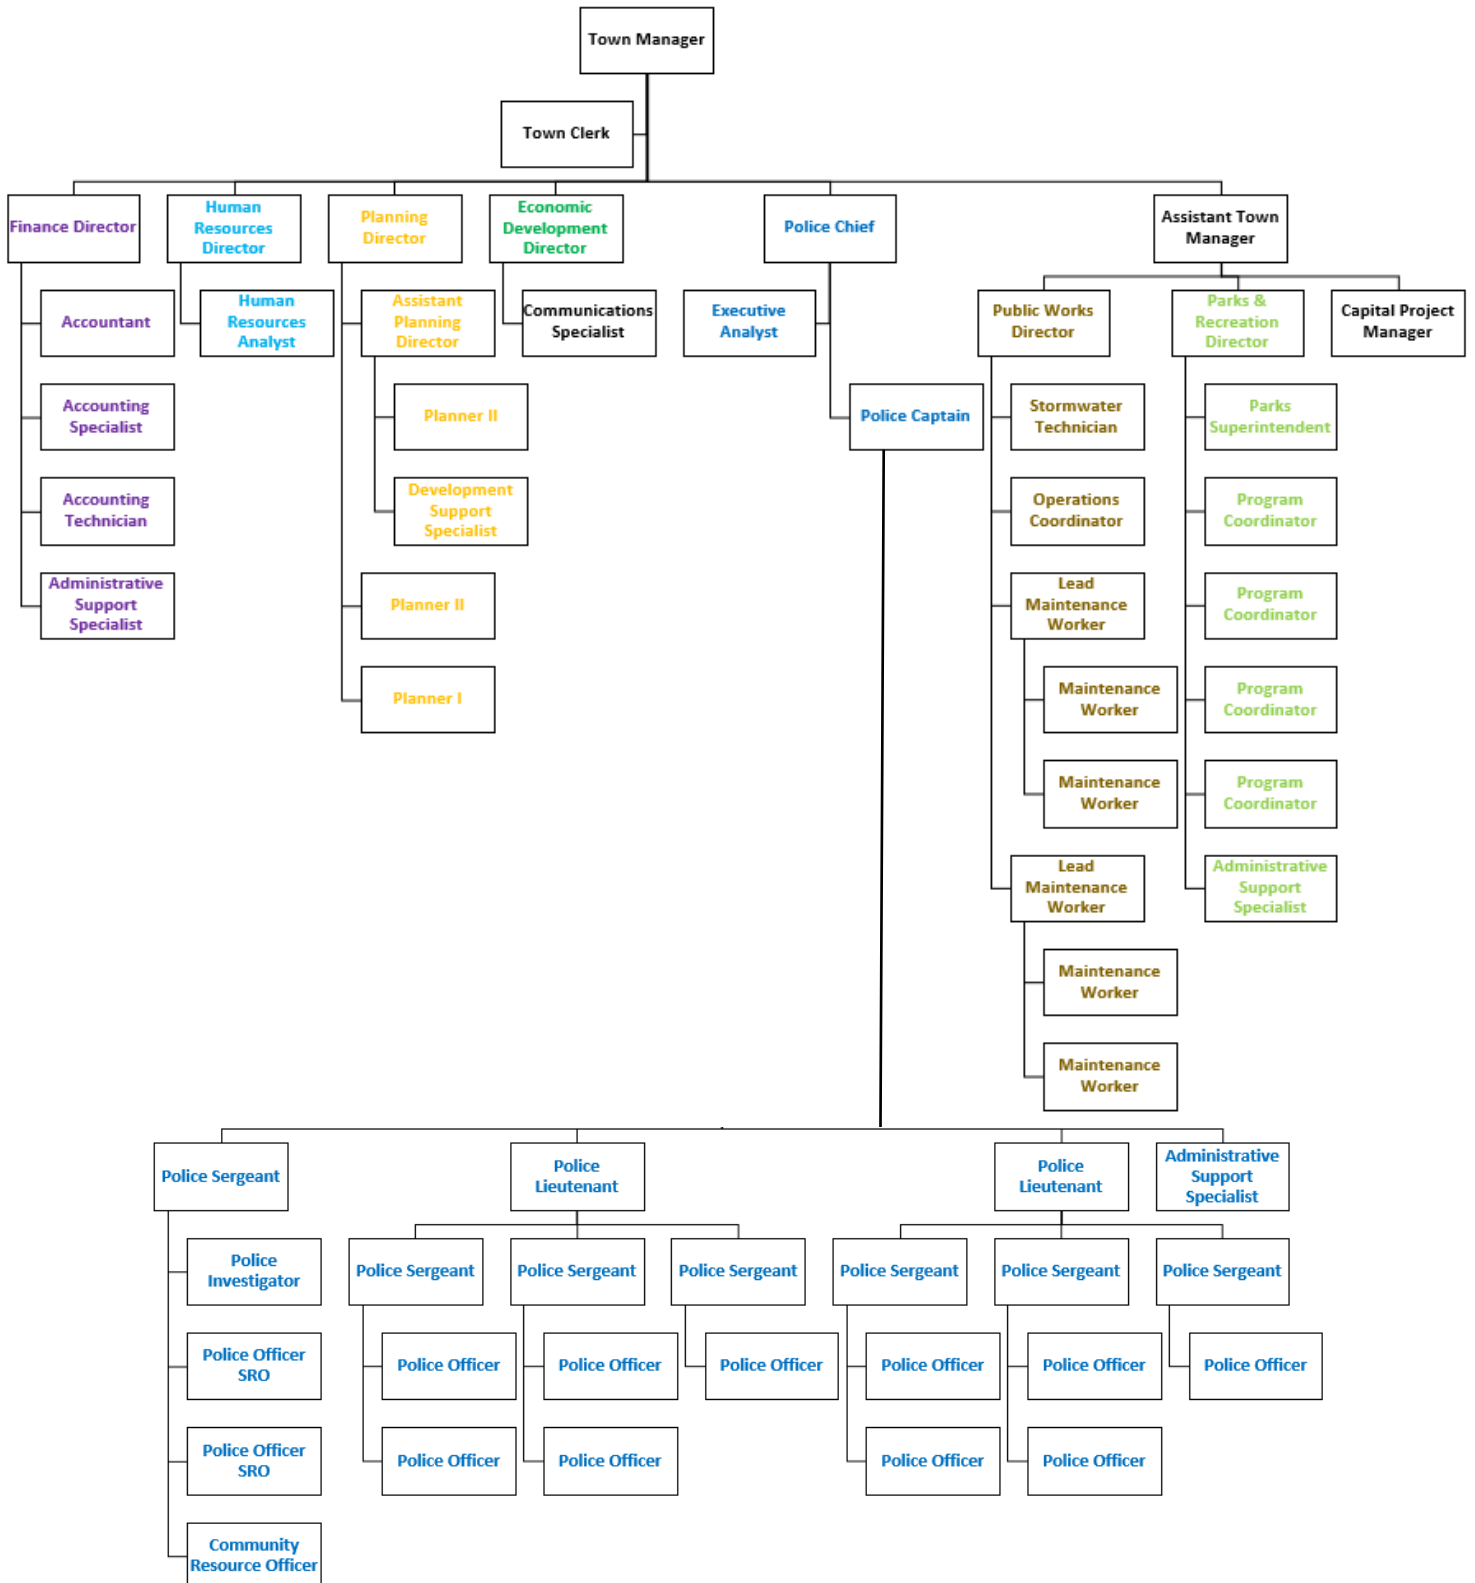 Town Manager
Town Clerk
Finance Director
Human
Resources
Director
Planning
Director
Economic
Development
Director
Police Chief
Assistant Town
Manager
Accountant
Human
Resources
Analyst
Assistant
Planning
Director
Communications
Specialist
Executive
Analyst
Public Works
Director
Parks &
Recreation
Director
Capital Project
Manager
Accounting
Specialist
Planner II
Police Captain
Stormwater
Technician
Parks
Superintendent
Accounting
Technician
Development
Support
Specialist
Operations
Coordinator
Program
Coordinator
Administrative
Support
Specialist
Planner II
Lead
Maintenance
Worker
Program
Coordinator
Planner I
Maintenance
Worker
Program
Coordinator
Maintenance
Worker
Program
Coordinator
Lead
Maintenance
Worker
Administrative
Support
Specialist
Maintenance
Worker
Maintenance
Worker
Police Sergeant
Police
Lieutenant
Police
Lieutenant
Administrative
Support
Specialist
Police
Investigator
Police Sergeant
Police Sergeant
Police Sergeant
Police Sergeant
Police Sergeant
Police Sergeant
Police Officer
SRO
Police Officer
Police Officer
Police Officer
Police Officer
Police Officer
Police Officer
Police Officer
SRO
Police Officer
Police Officer
Police Officer
Police Officer
Community
Resource Officer